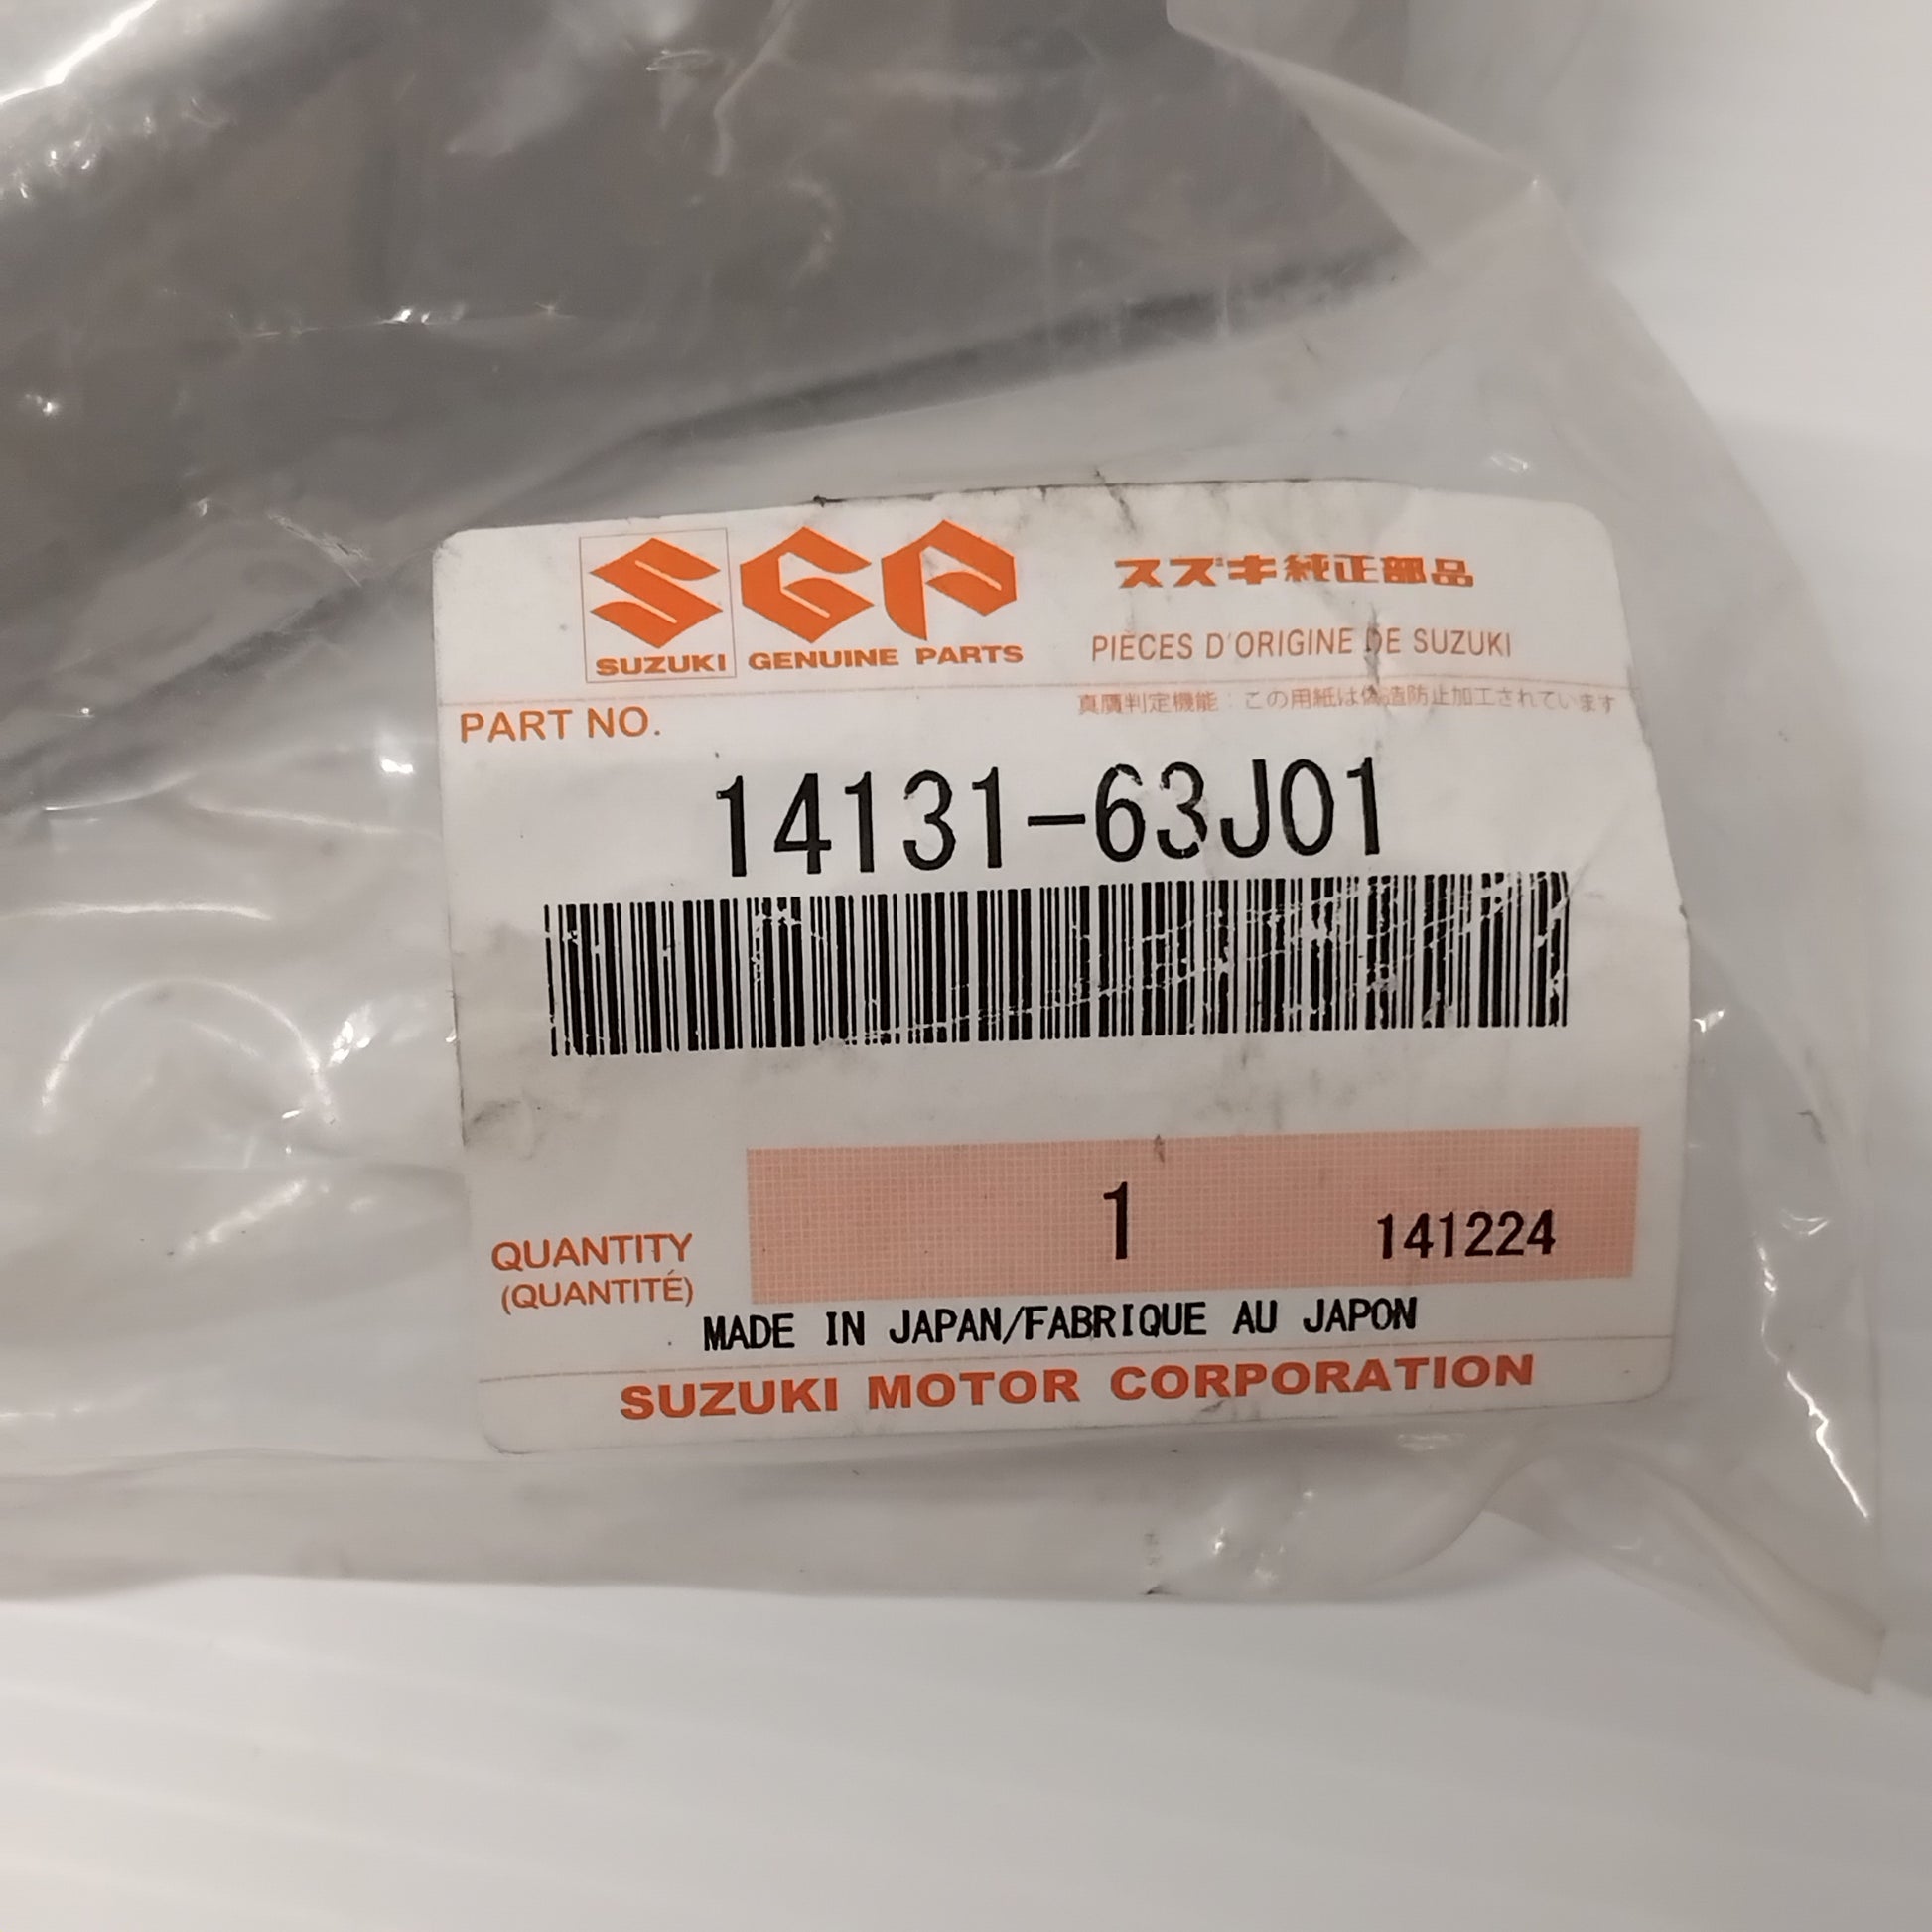 SGP スズキ純正部品
SUZUKI GENUINE PARTS PIÈCES D'ORIGINE DE SUZUKI
真贋判定機能：この用紙は偽造防止加工されています
PART NO.
14131-63J01
1 141224
QUANTITY
(QUANTITÉ)
MADE IN JAPAN/FABRIQUE AU JAPON
SUZUKI MOTOR CORPORATION